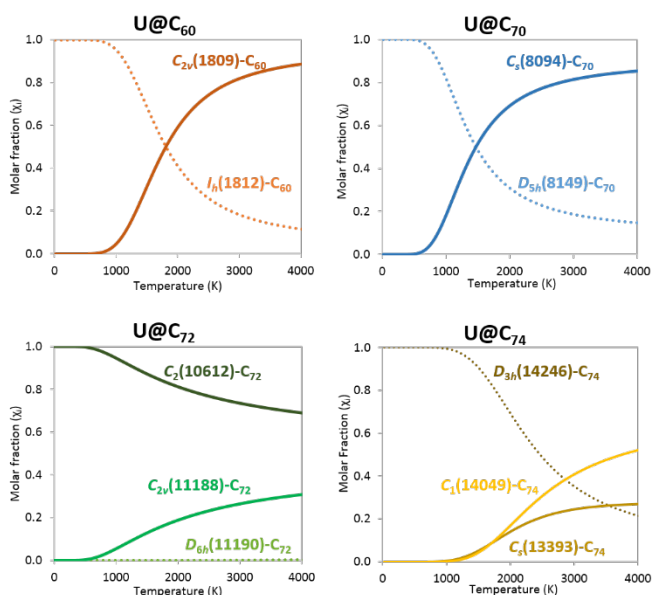 U@C60
1.0
0.8
0.6
0.4
0.2
0.0
Molar fraction (χi)
C2v(1809)-C60
Ih(1812)-C60
0
1000
2000
3000
4000
Temperature (K)
U@C70
1.0
0.8
0.6
0.4
0.2
0.0
Molar fraction (χi)
Cs(8094)-C70
D5h(8149)-C70
0
1000
2000
3000
4000
Temperature (K)
U@C72
1.0
0.8
0.6
0.4
0.2
0.0
Molar fraction (χi)
C2(10612)-C72
C2v(11188)-C72
D6h(11190)-C72
0
1000
2000
3000
4000
Temperature (K)
U@C74
1.0
0.8
0.6
0.4
0.2
0.0
Molar Fraction (χi)
D3h(14246)-C74
C1(14049)-C74
Cs(13393)-C74
0
1000
2000
3000
4000
Temperature (K)